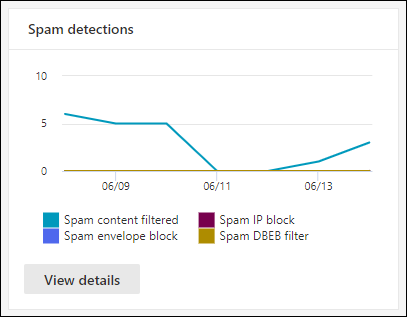 Spam detections
10
5
0
06/09 06/11 06/13
Spam content filtered Spam IP block
Spam envelope block Spam DBEB filter
View details